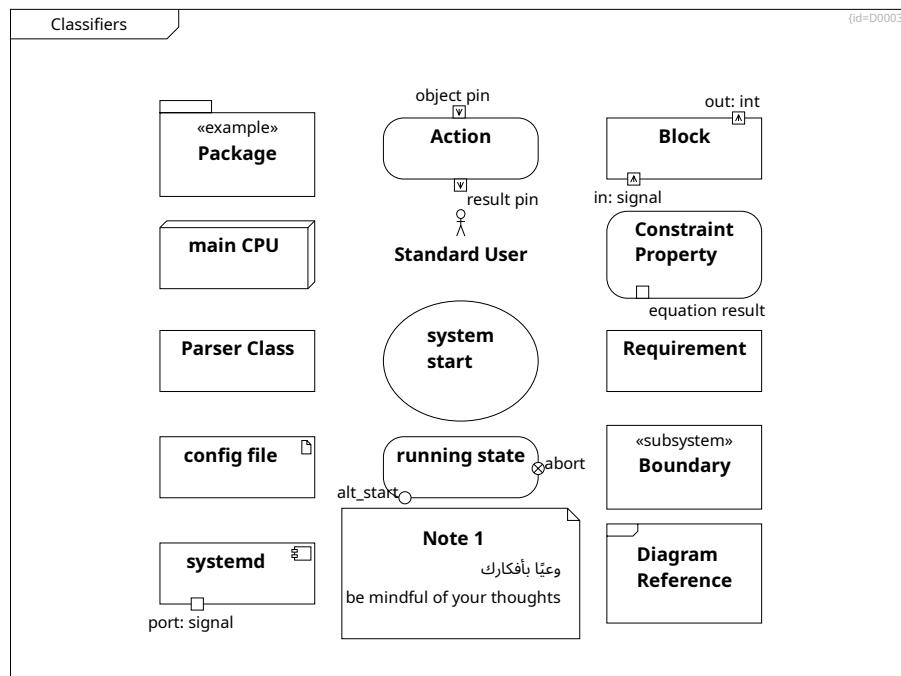 Classifiers
{id=D0003
object pin
out: int
«example»
Package
Action
Block
result pin
in: signal
main CPU
Standard User
Constraint
Property
equation result
Parser Class
system
start
Requirement
config file
running state
abort
alt_start
«subsystem»
Boundary
systemd
port: signal
Note 1
وعيًا بأفكارك
be mindful of your thoughts
Diagram
Reference